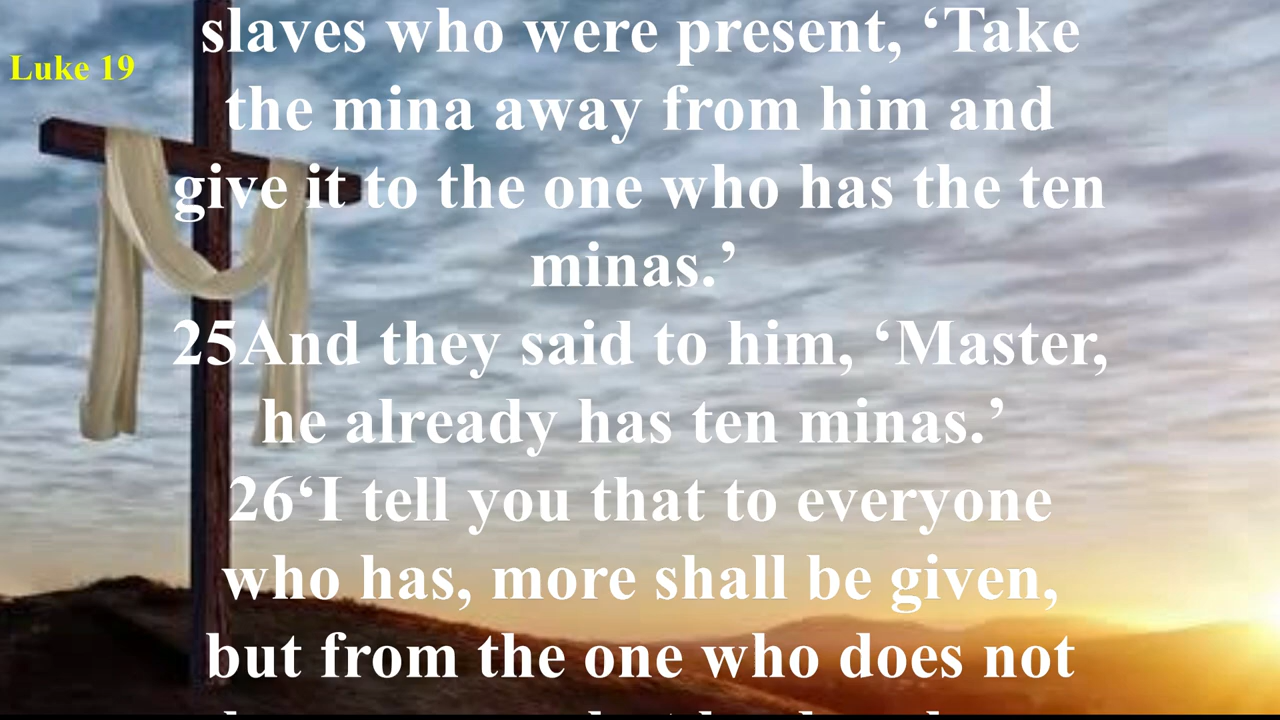 Luke 19
slaves who were present, ‘Take
the mina away from him and
give it to the one who has the ten
minas.’
25And they said to him, ‘Master,
he already has ten minas.’
26‘I tell you that to everyone
who has, more shall be given,
but from the one who does not